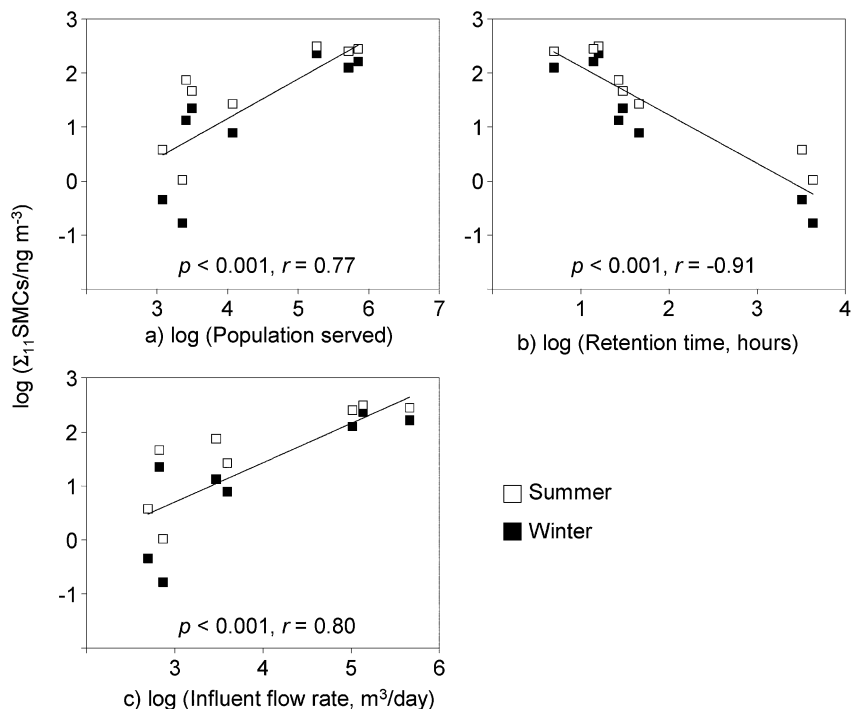 log (Σ₁₁SMCs/ng m⁻³)
3
2
1
0
-1
p < 0.001, r = 0.77
3 4 5 6 7
a) log (Population served)
3
2
1
0
-1
p < 0.001, r = -0.91
1 2 3 4
b) log (Retention time, hours)
3
2
1
0
-1
p < 0.001, r = 0.80
3 4 5 6
c) log (Influent flow rate, m³/day)
Summer
Winter